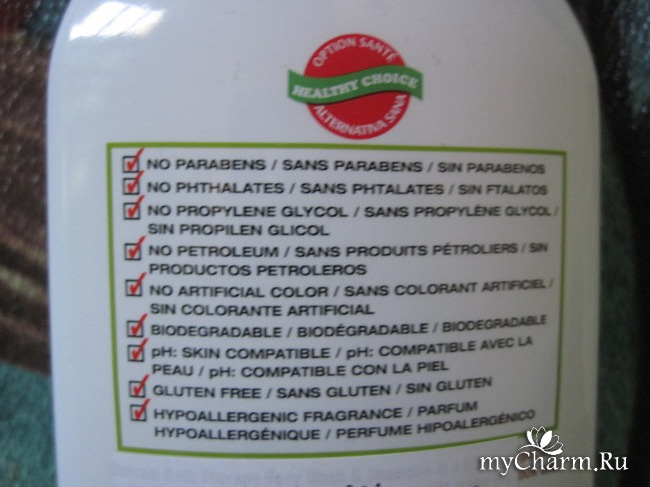 OPTION SANTÉ
HEALTHY CHOICE
ALTERNATIVA SANA
NO PARABENS / SANS PARABENS / SIN PARABENOS
NO PHTHALATES / SANS PHTALATES / SIN FTALATOS
NO PROPYLENE GLYCOL / SANS PROPYLÈNE GLYCOL /
SIN PROPILEN GLICOL
NO PETROLEUM / SANS PRODUITS PÉTROLIERS / SIN
PRODUCTOS PETROLEROS
NO ARTIFICIAL COLOR / SANS COLORANT ARTIFICIEL /
SIN COLORANTE ARTIFICIAL
BIODEGRADABLE / BIODÉGRADABLE / BIODEGRADABLE
pH: SKIN COMPATIBLE / pH: COMPATIBLE AVEC LA
PEAU / pH: COMPATIBLE CON LA PIEL
GLUTEN FREE / SANS GLUTEN / SIN GLUTEN
HYPOALLERGENIC FRAGRANCE / PARFUM
HYPOALLERGÉNIQUE / PERFUME HIPOALERGÉNICO
myCharm.Ru